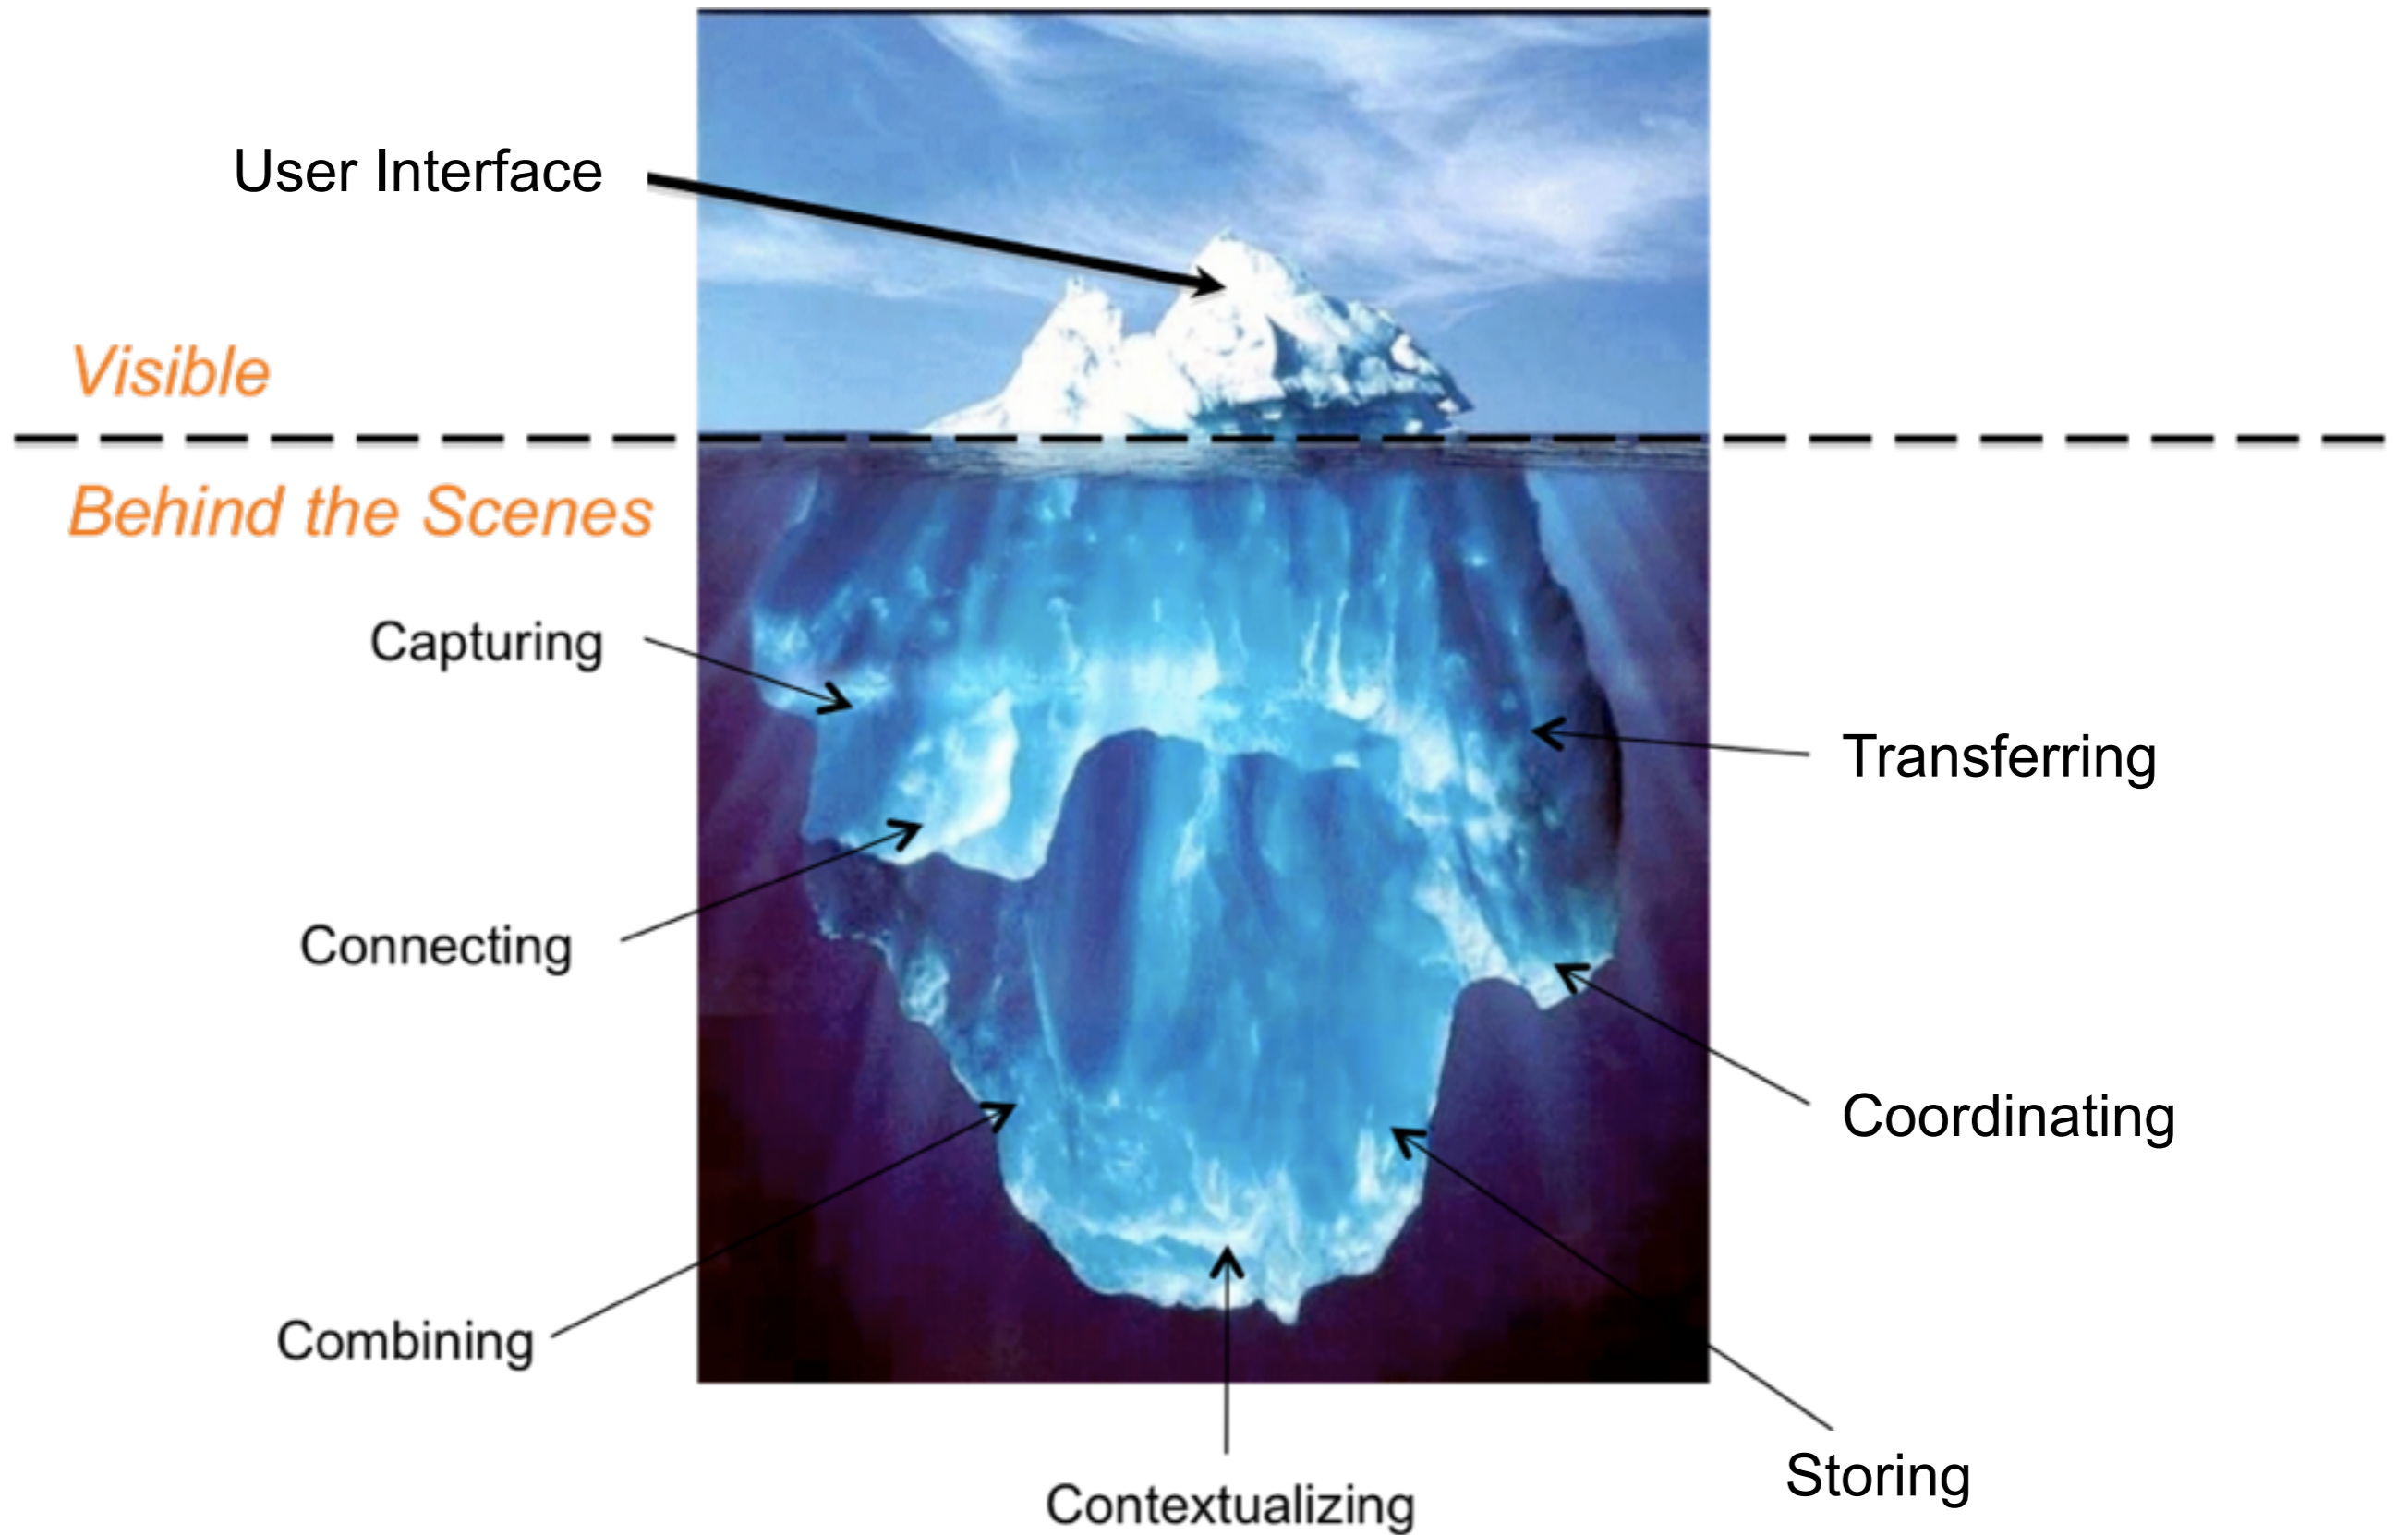 User Interface
Visible
Behind the Scenes
Capturing
Transferring
Connecting
Coordinating
Combining
Storing
Contextualizing